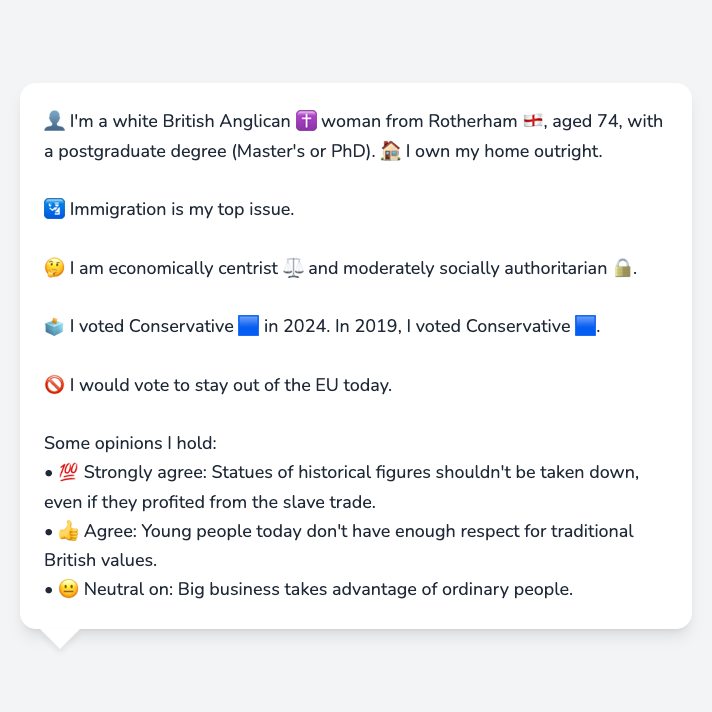 👤 I'm a white British Anglican ✝️ woman from Rotherham 🏴󠁧󠁢󠁥󠁮󠁧󠁿, aged 74, with
a postgraduate degree (Master's or PhD). 🏠 I own my home outright.
🛂 Immigration is my top issue.
🤔 I am economically centrist ⚖️ and moderately socially authoritarian 🔒.
🗳️ I voted Conservative 🟦 in 2024. In 2019, I voted Conservative 🟦.
🚫 I would vote to stay out of the EU today.
Some opinions I hold:
• 💯 Strongly agree: Statues of historical figures shouldn't be taken down,
even if they profited from the slave trade.
• 👍 Agree: Young people today don't have enough respect for traditional
British values.
• 😐 Neutral on: Big business takes advantage of ordinary people.